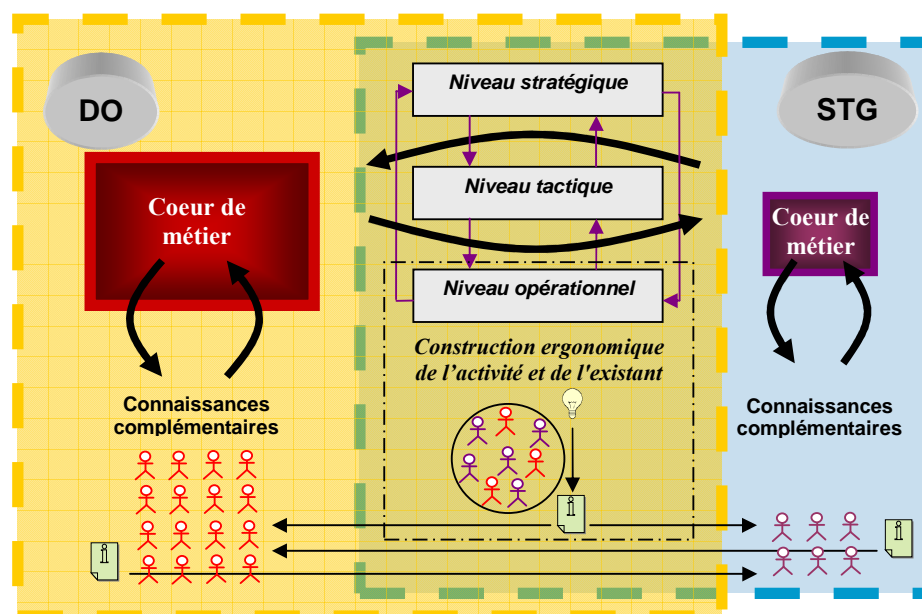 DO
STG
Niveau stratégique
Niveau tactique
Niveau opérationnel
Coeur de
métier
Coeur de
métier
Construction ergonomique
de l’activité et de l'existant
Connaissances
complémentaires
Connaissances
complémentaires
i
i
i